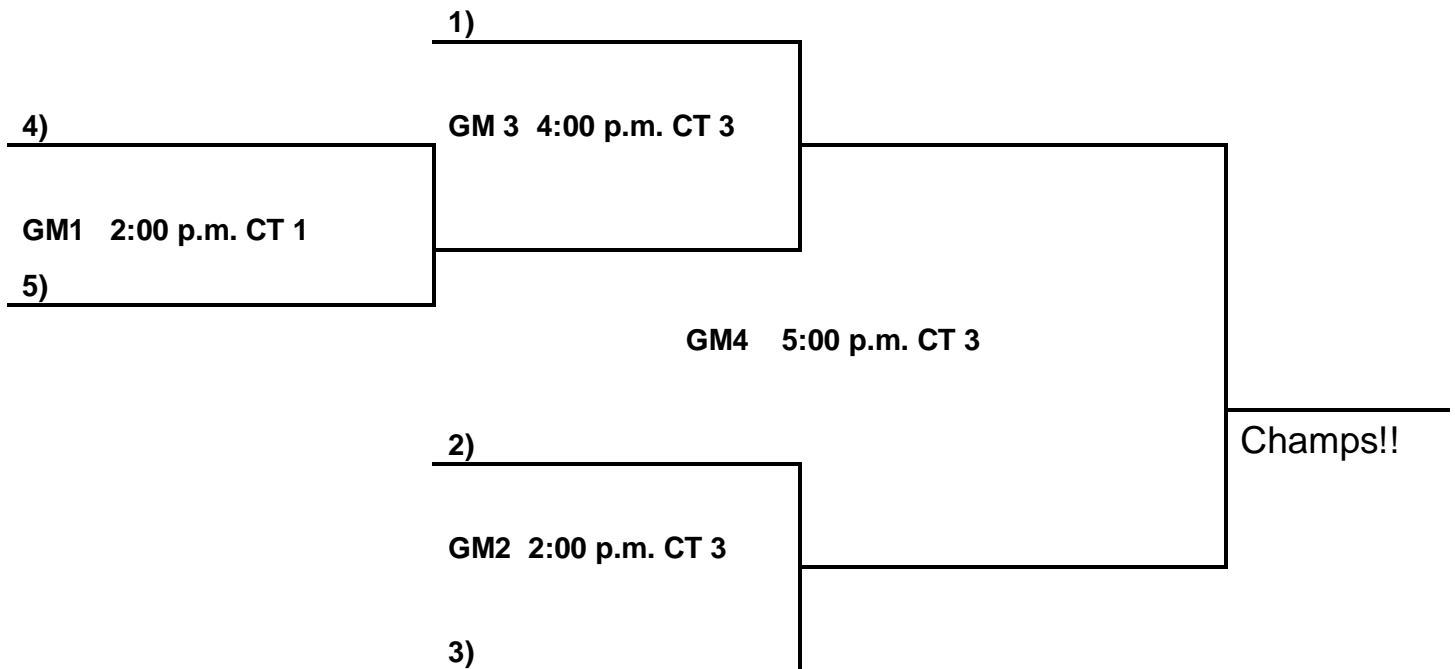 1)
4)
GM 3 4:00 p.m. CT 3
GM1 2:00 p.m. CT 1
5)
GM4 5:00 p.m. CT 3
2)
Champs!!
GM2 2:00 p.m. CT 3
3)